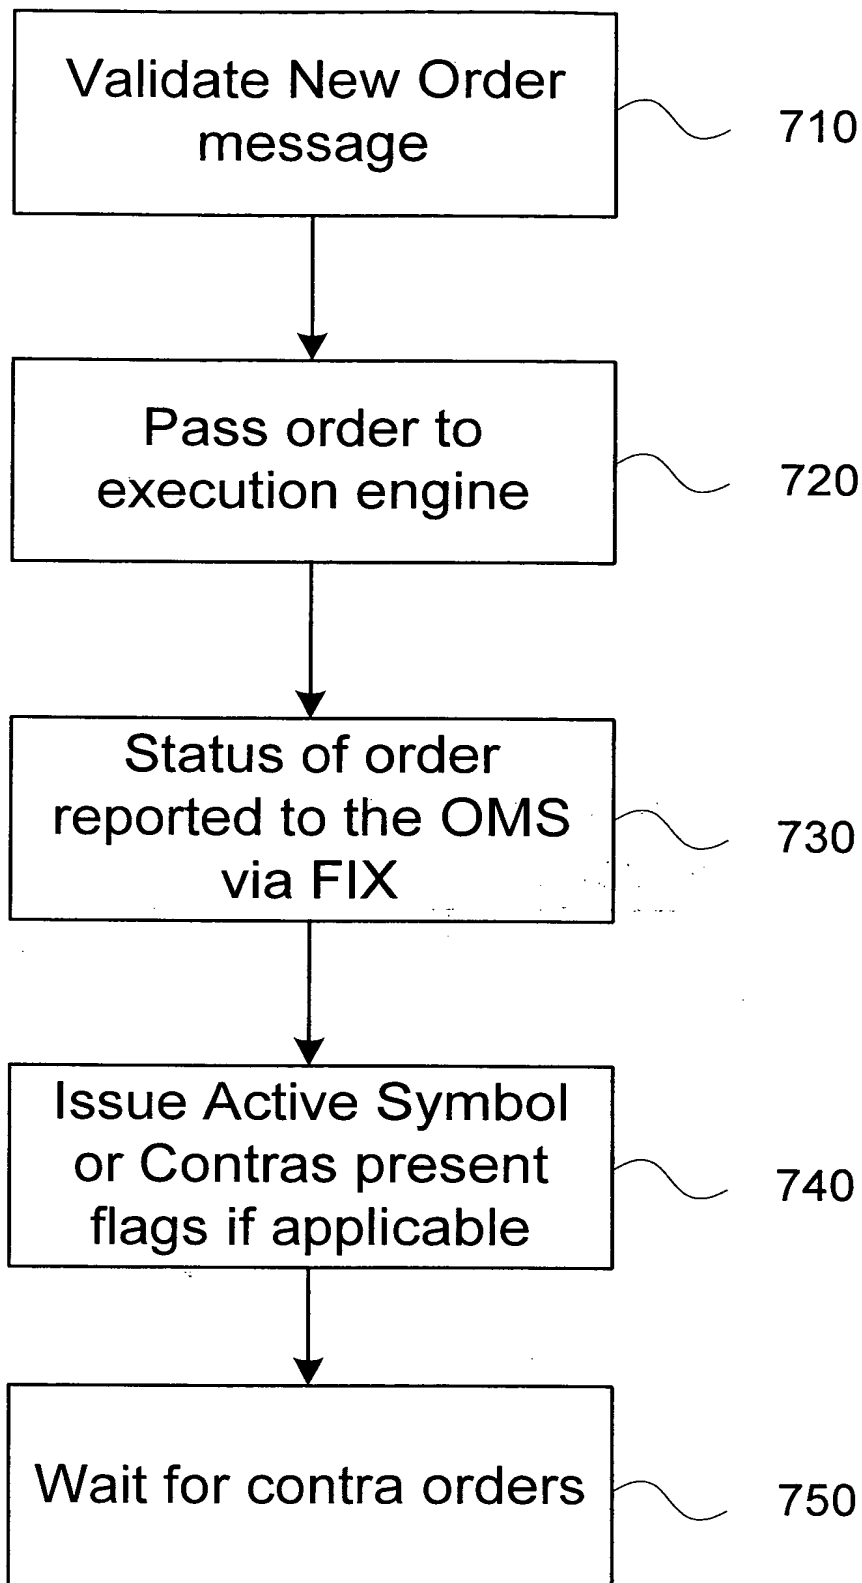 Validate New Order
message
710
Pass order to
execution engine
720
Status of order
reported to the OMS
via FIX
730
Issue Active Symbol
or Contras present
flags if applicable
740
Wait for contra orders
750